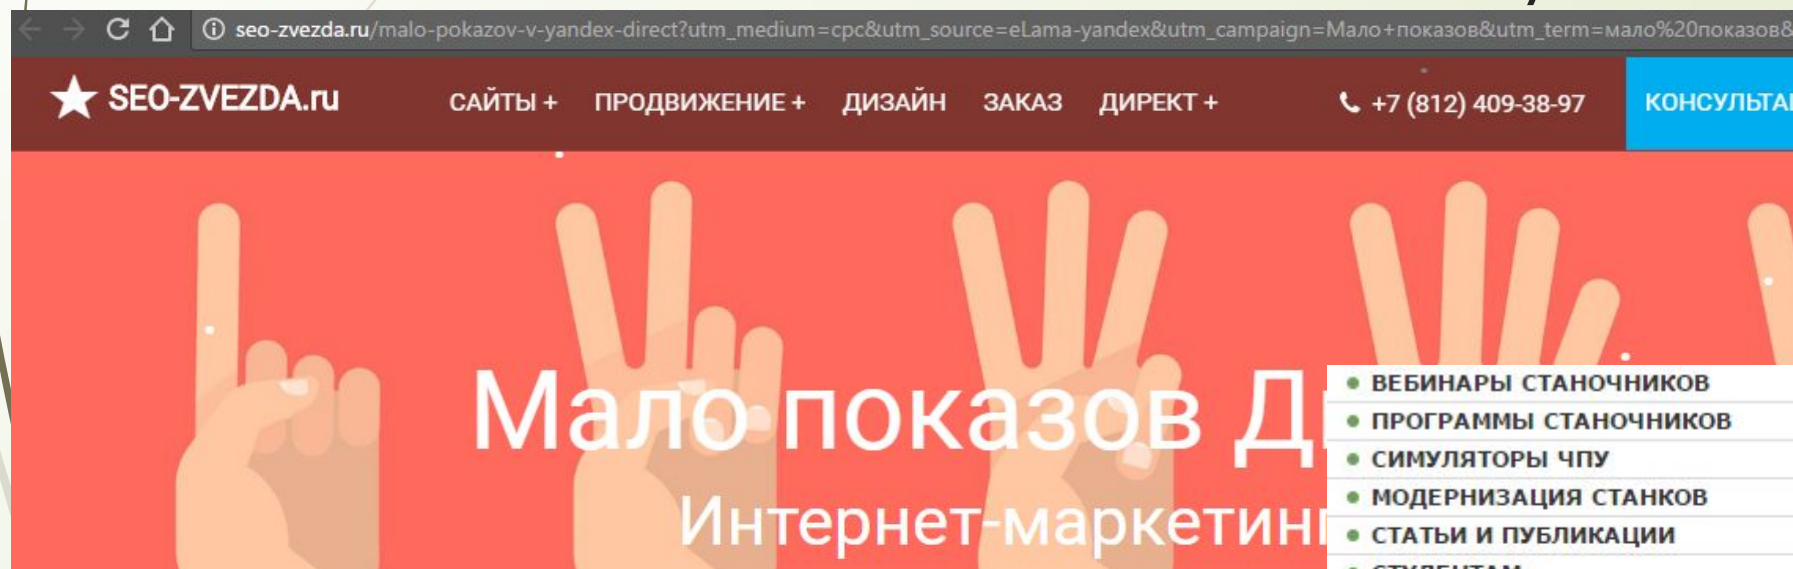 seo-zvezda.ru/malo-pokazov-v-yandex-direct?utm_medium=cpc&utm_source=eLama-yandex&utm_campaign=Мало+показов&utm_term=мало%20показов&
SEO-ZVEZDA.ru САЙТЫ + ПРОДВИЖЕНИЕ + ДИЗАЙН ЗАКАЗ ДИРЕКТ + +7 (812) 409-38-97
Мало показов
Интернет-маркетинг
ВЕБИНАРЫ СТАНОЧНИКОВ
ПРОГРАММЫ СТАНОЧНИКОВ
СИМУЛЯТОРЫ ЧПУ
МОДЕРНИЗАЦИЯ СТАНКОВ
СТАТЬИ И ПУБЛИКАЦИИ